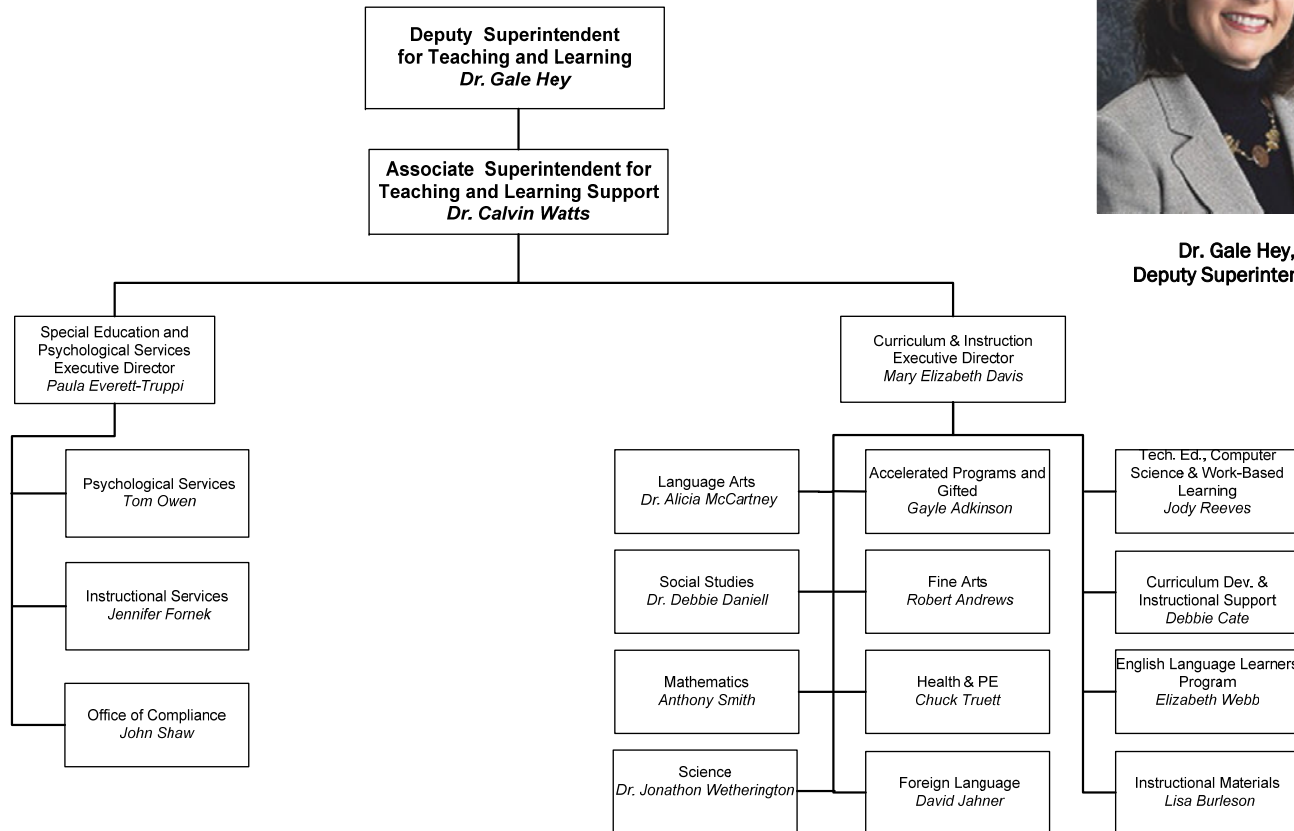 Deputy Superintendent
for Teaching and Learning
Dr. Gale Hey
Associate Superintendent for
Teaching and Learning Support
Dr. Calvin Watts
Dr. Gale Hey,
Deputy Superinten
Special Education and
Psychological Services
Executive Director
Paula Everett-Truppi
Curriculum & Instruction
Executive Director
Mary Elizabeth Davis
Psychological Services
Tom Owen
Instructional Services
Jennifer Fornek
Office of Compliance
John Shaw
Language Arts
Dr. Alicia McCartney
Social Studies
Dr. Debbie Daniell
Mathematics
Anthony Smith
Science
Dr. Jonathon Wetherington
Accelerated Programs and
Gifted
Gayle Adkinson
Fine Arts
Robert Andrews
Health & PE
Chuck Truett
Foreign Language
David Jahner
Tech. Ed., Computer
Science & Work-Based
Learning
Jody Reeves
Curriculum Dev. &
Instructional Support
Debbie Cate
English Language Learners
Program
Elizabeth Webb
Instructional Materials
Lisa Burleson